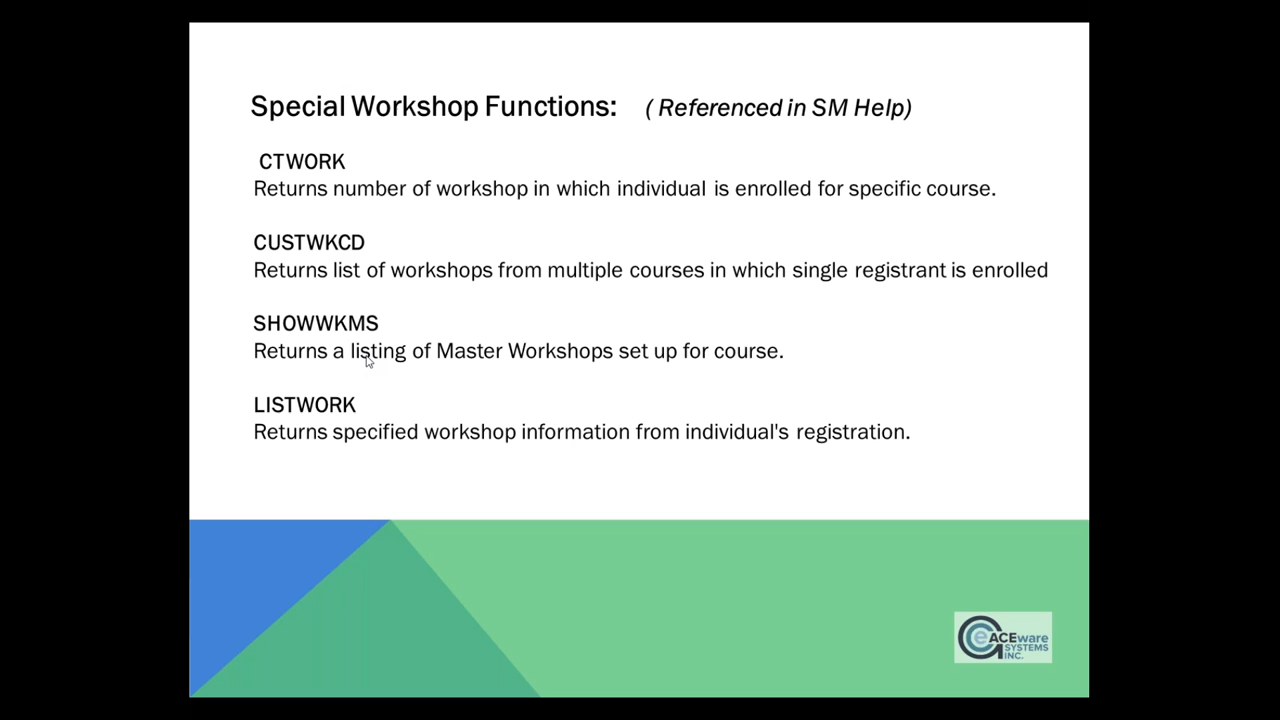 Special Workshop Functions: ( Referenced in SM Help)
CTWORK
Returns number of workshop in which individual is enrolled for specific course.
CUSTWKCD
Returns list of workshops from multiple courses in which single registrant is enrolled
SHOWWKMS
Returns a listing of Master Workshops set up for course.
LISTWORK
Returns specified workshop information from individual's registration.
eACEware
SYSTEMS
INC.